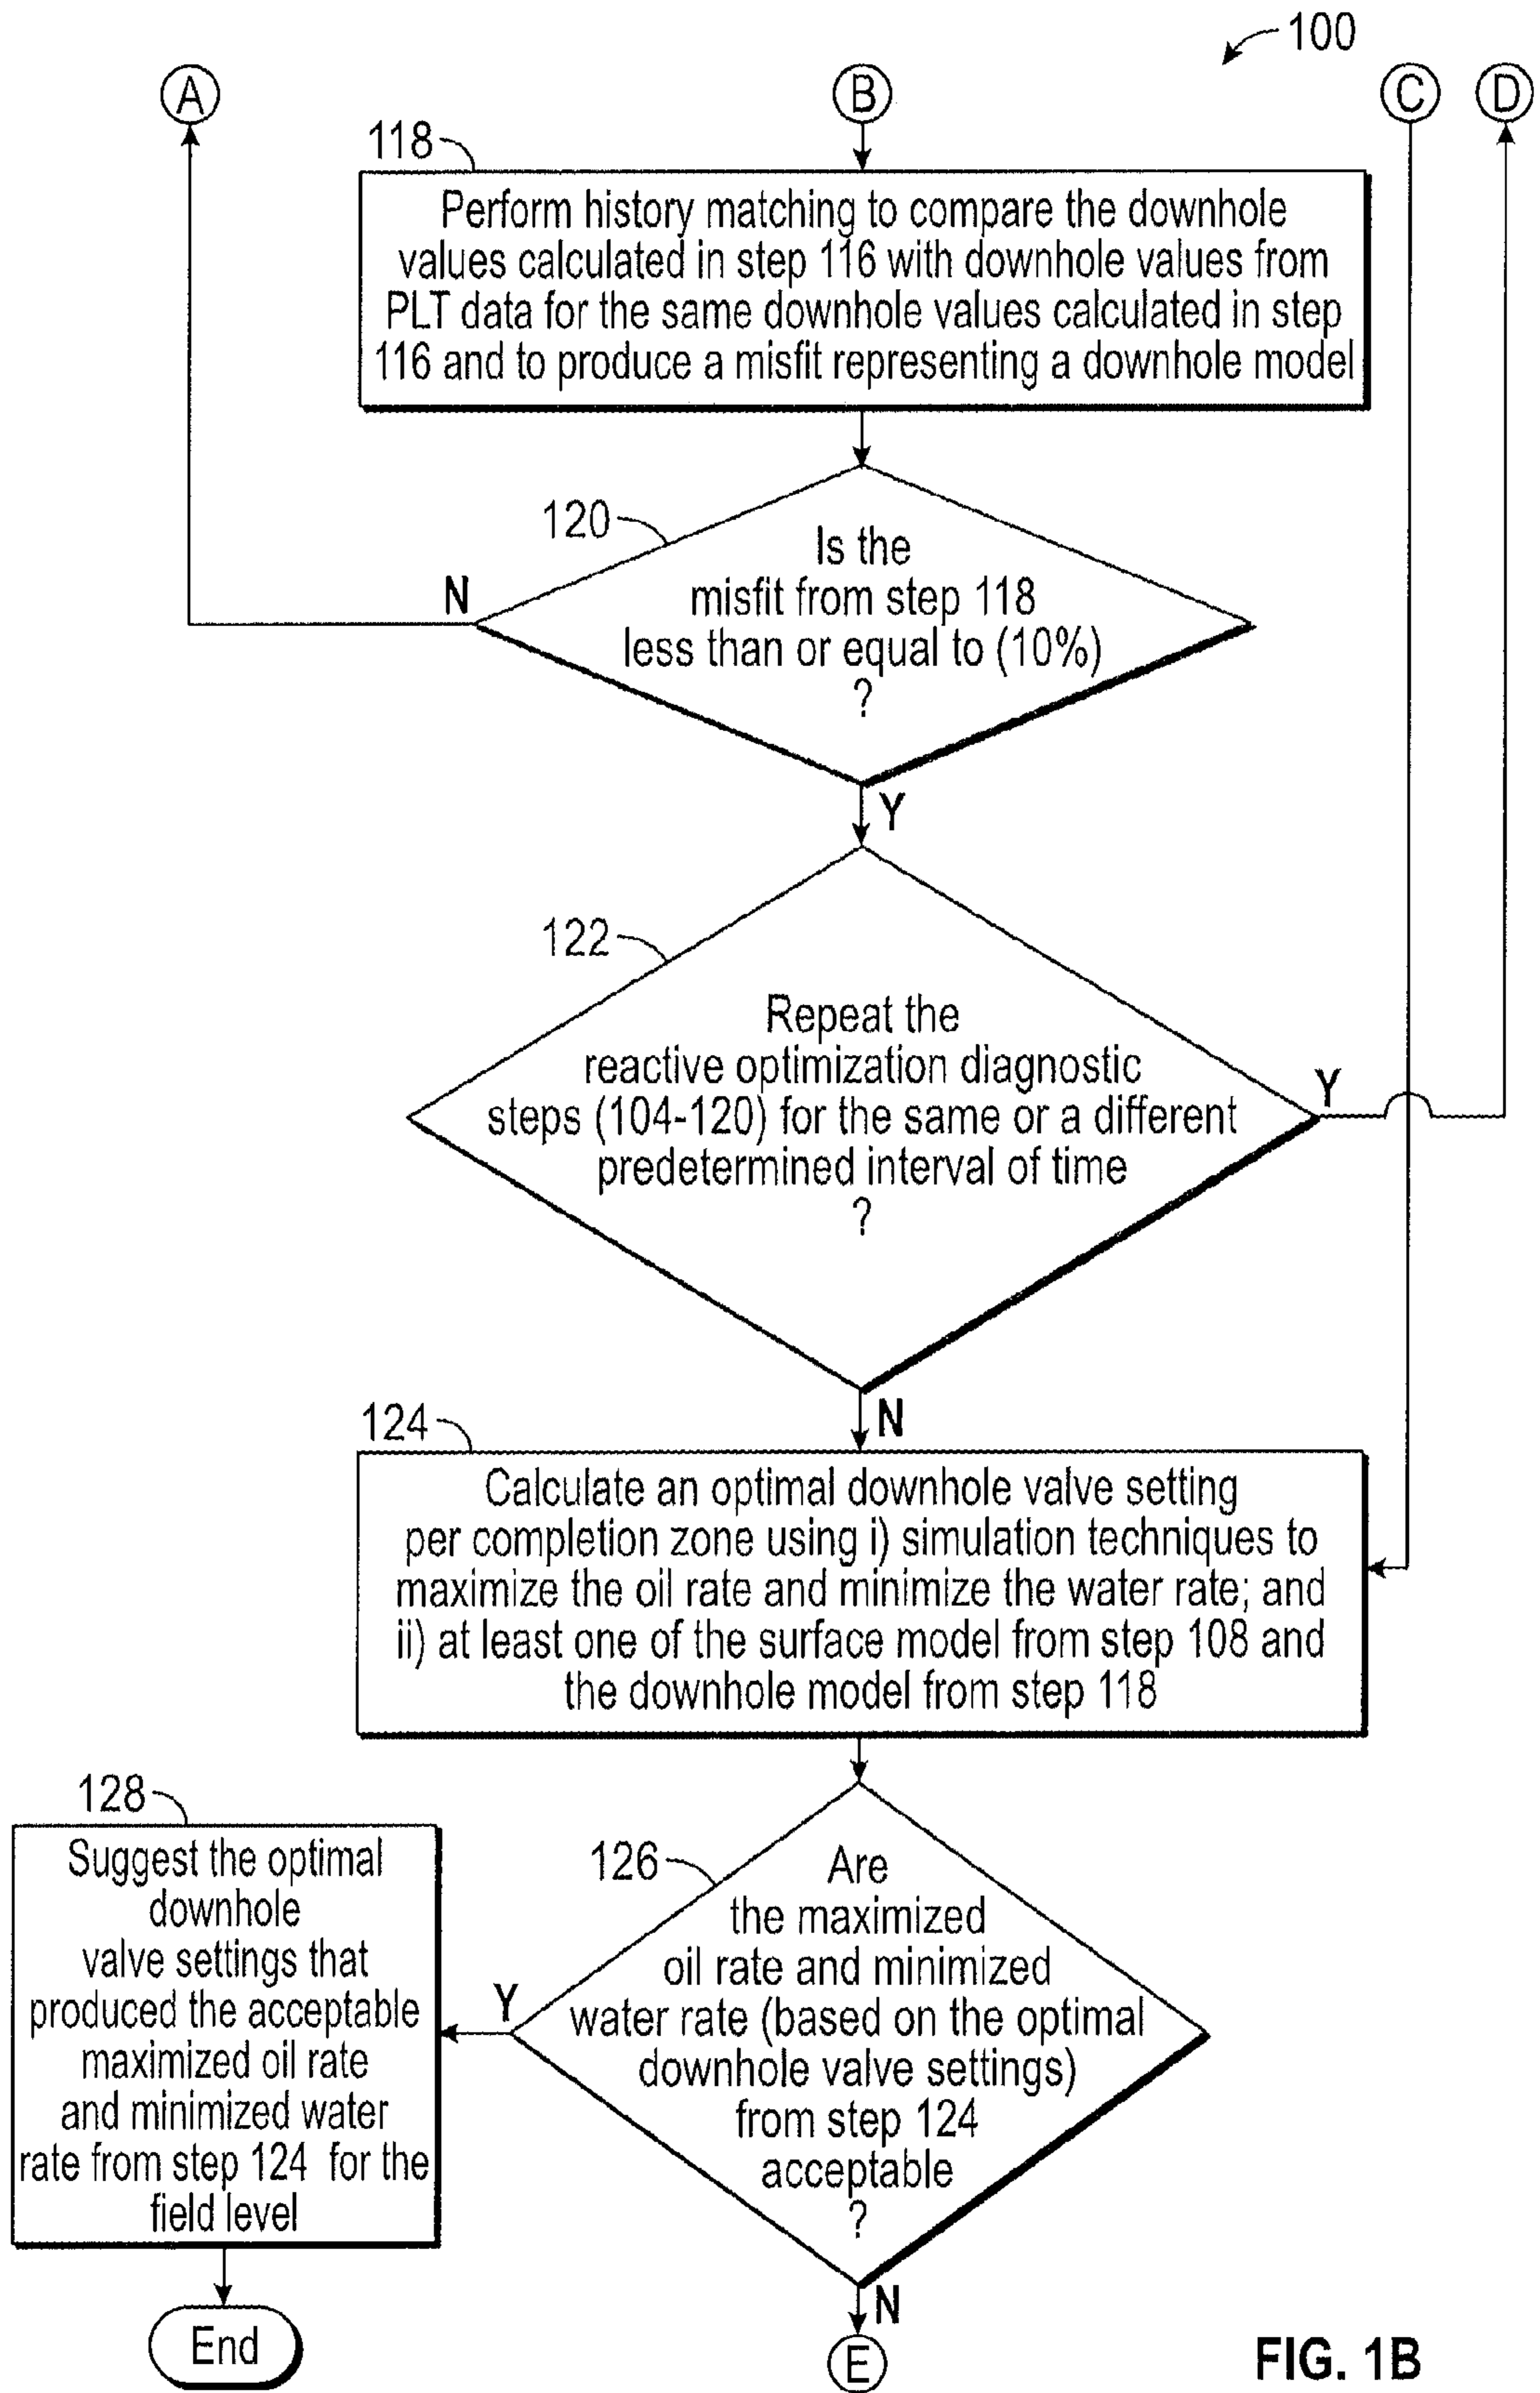 100
A
B
C
D
118
Perform history matching to compare the downhole
values calculated in step 116 with downhole values from
PLT data for the same downhole values calculated in step
116 and to produce a misfit representing a downhole model
120
Is the
misfit from step 118
less than or equal to (10%)
?
N
Y
122
Repeat the
reactive optimization diagnostic
steps (104-120) for the same or a different
predetermined interval of time
?
Y
N
124
Calculate an optimal downhole valve setting
per completion zone using i) simulation techniques to
maximize the oil rate and minimize the water rate; and
ii) at least one of the surface model from step 108 and
the downhole model from step 118
126
Are
the maximized
oil rate and minimized
water rate (based on the optimal
downhole valve settings)
from step 124
acceptable
?
Y
N
128
Suggest the optimal
downhole
valve settings that
produced the acceptable
maximized oil rate
and minimized water
rate from step 124 for the
field level
End
E
FIG. 1B